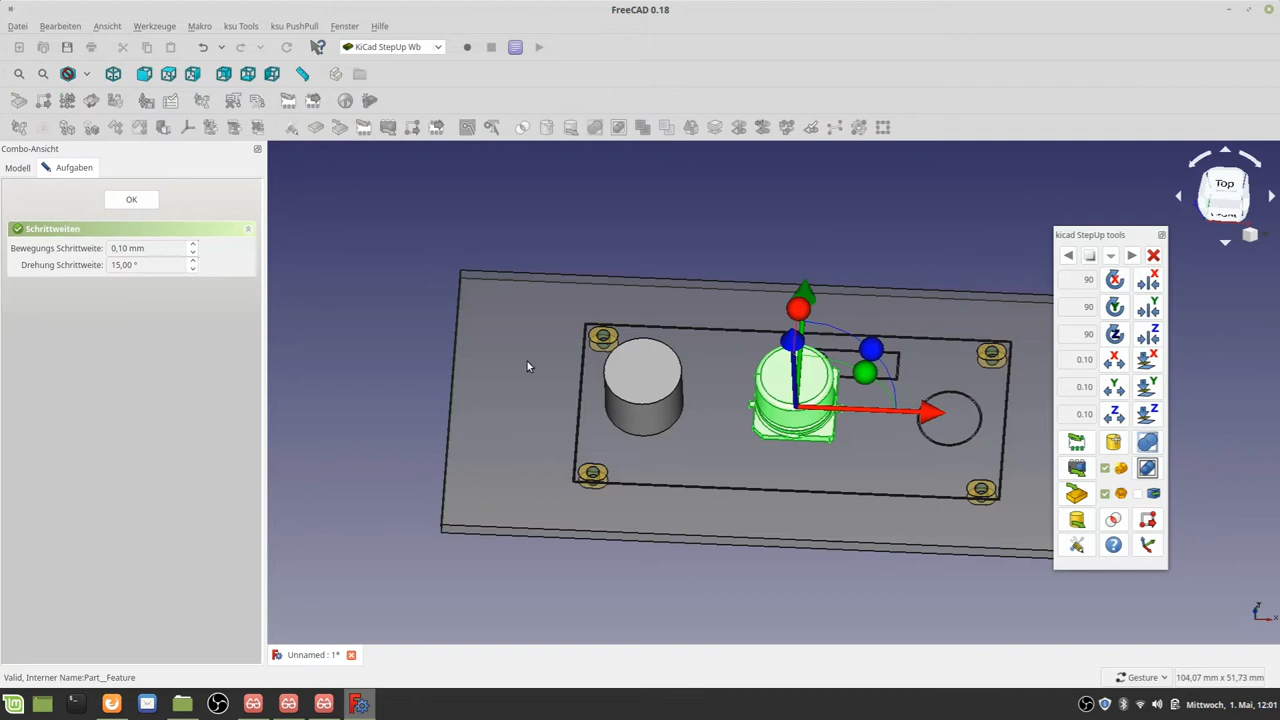 FreeCAD 0.18
Datei Bearbeiten Ansicht Werkzeuge Makro ksu Tools ksu PushPull Fenster Hilfe
KiCad StepUp Wb
Combo-Ansicht
Modell Aufgaben
OK
Schrittweiten
Bewegungs Schrittweite: 0,10 mm
Drehung Schrittweite: 15,00 °
Top
kicad StepUp tools
90 X X
90 Y Y
90 Z Z
0.10 X X
0.10 Y Y
0.10 Z Z
Z
X
Unnamed : 1*
Valid, Internal Name:Part__Feature
Gesture
104,07 mm x 51,73 mm
Mittwoch, 1. Mai, 12:01